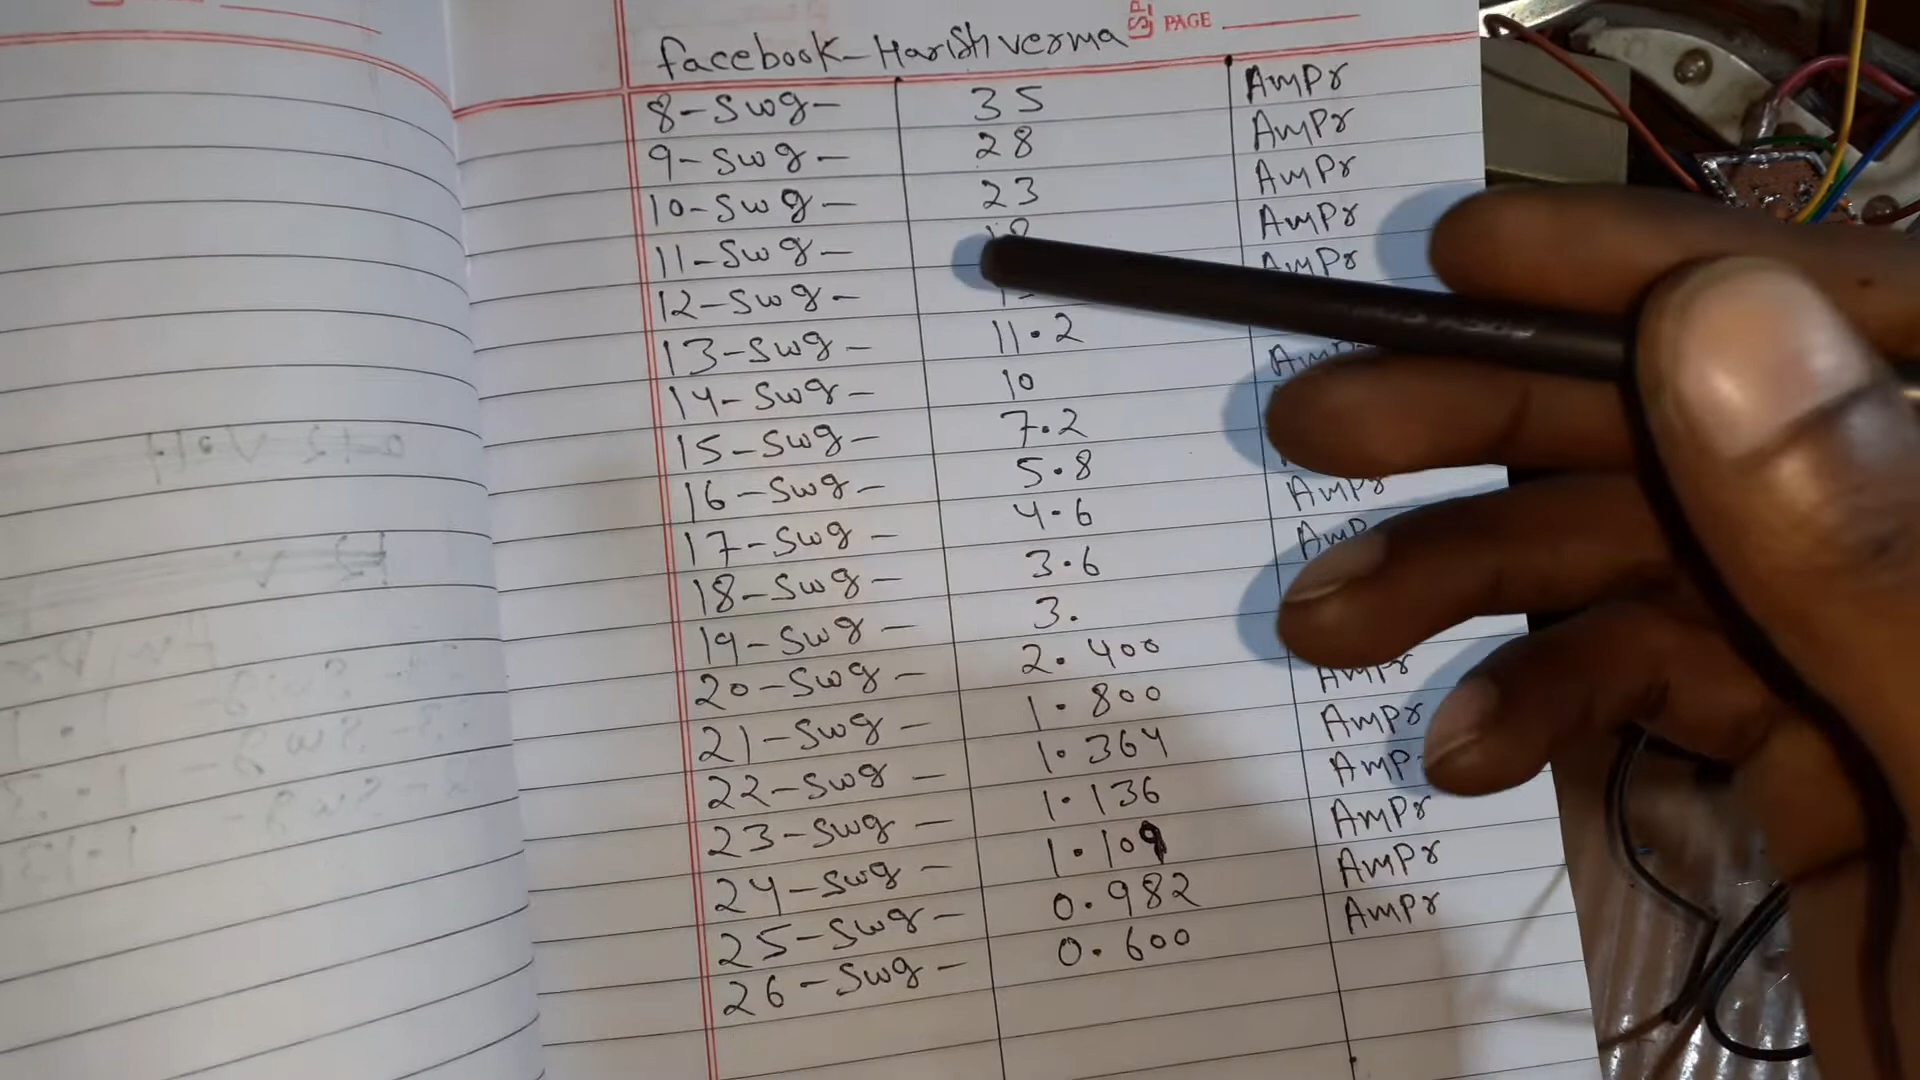 PAGE
facebook-Harish verma
8-Swg- 35 AmPr
9-Swg- 28 AmPr
10-Swg- 23 AmPr
11-Swg- AmPr
12-Swg- AmPr
13-Swg- 11.2
14-Swg- 10
15-Swg- 7.2
16-Swg- 5.8 AmPr
17-Swg- 4.6
18-Swg- 3.6
19-Swg- 3.
20-Swg- 2.400 AmPr
21-Swg- 1.800 AmPr
22-Swg- 1.364 AmPr
23-Swg- 1.136 AmPr
24-Swg- 1.109 AmPr
25-Swg- 0.982 AmPr
26-Swg- 0.600